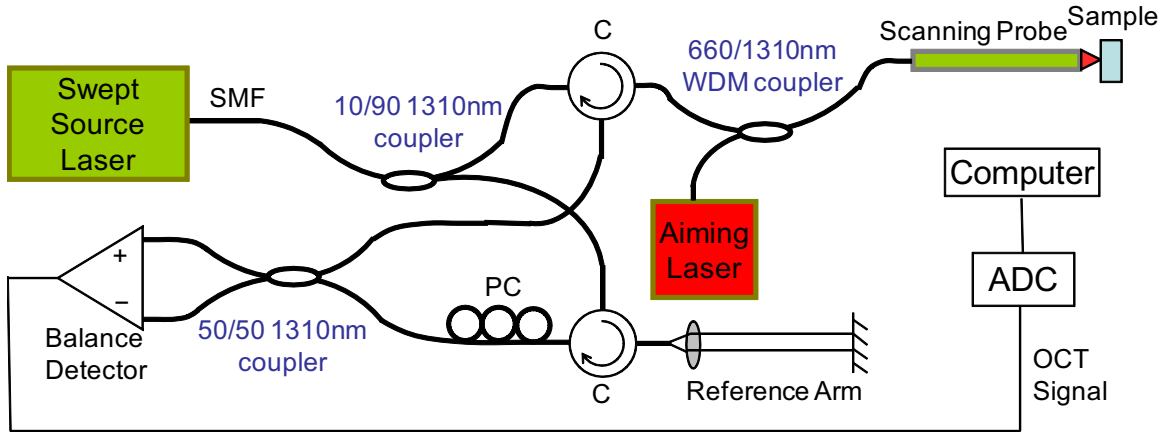 C
Sample
Scanning Probe
660/1310nm
WDM coupler
Swept
Source
Laser
SMF
10/90 1310nm
coupler
Computer
Aiming
Laser
ADC
+
−
PC
50/50 1310nm
coupler
Balance
Detector
C
Reference Arm
OCT
Signal